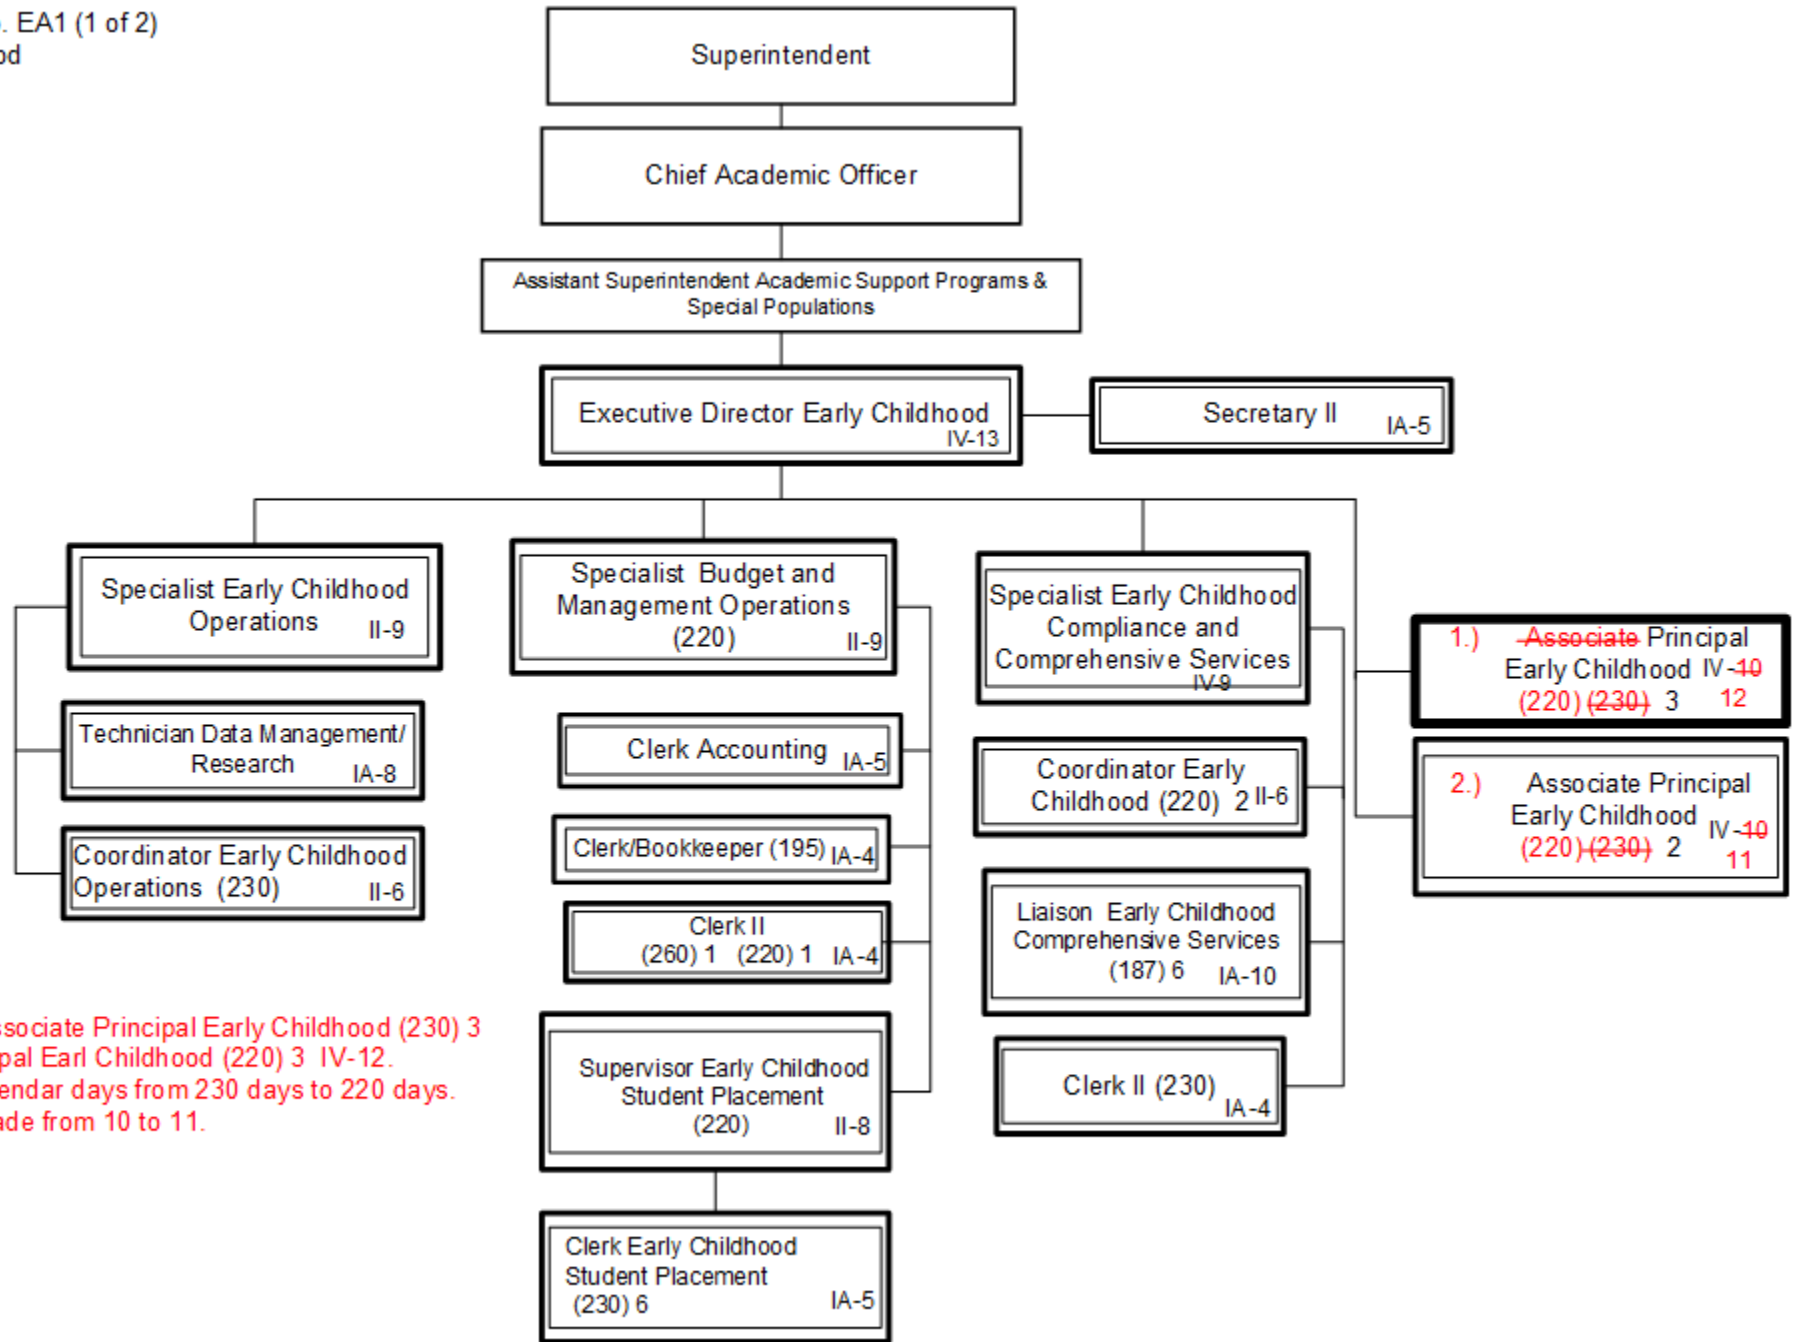 . EA1 (1 of 2)
od
Superintendent
Chief Academic Officer
Assistant Superintendent Academic Support Programs &
Special Populations
Executive Director Early Childhood
IV-13
Secretary II IA-5
Specialist Early Childhood
Operations II-9
Technician Data Management/
Research IA-8
Coordinator Early Childhood
Operations (230) II-6
Specialist Budget and
Management Operations
(220) II-9
Clerk Accounting IA-5
Clerk/Bookkeeper (195) IA-4
Clerk II
(260) 1 (220) 1 IA-4
Supervisor Early Childhood
Student Placement
(220) II-8
Clerk Early Childhood
Student Placement
(230) 6 IA-5
Specialist Early Childhood
Compliance and
Comprehensive Services
IV-9
Coordinator Early
Childhood (220) 2 II-6
Liaison Early Childhood
Comprehensive Services
(187) 6 IA-10
Clerk II (230)
IA-4
1.) Associate Principal
Early Childhood IV-10
(220) (230) 3 12
2.) Associate Principal
Early Childhood IV-10
(220) (230) 2 11
ssociate Principal Early Childhood (230) 3
pal Earl Childhood (220) 3 IV-12.
endar days from 230 days to 220 days.
ade from 10 to 11.